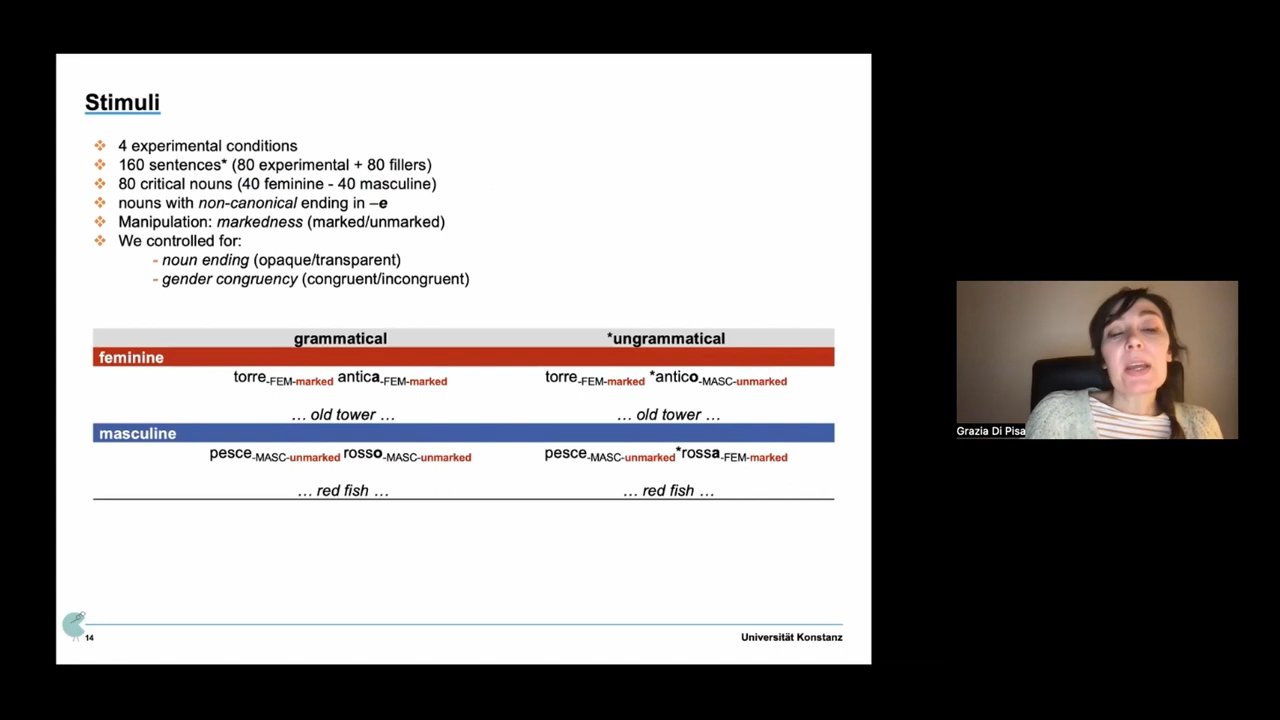 Stimuli
❖ 4 experimental conditions
❖ 160 sentences* (80 experimental + 80 fillers)
❖ 80 critical nouns (40 feminine - 40 masculine)
❖ nouns with non-canonical ending in –e
❖ Manipulation: markedness (marked/unmarked)
❖ We controlled for:
- noun ending (opaque/transparent)
- gender congruency (congruent/incongruent)
grammatical *ungrammatical
feminine
torre-FEM-marked antica-FEM-marked torre-FEM-marked *antico-MASC-unmarked
… old tower … … old tower …
masculine
pesce-MASC-unmarked rosso-MASC-unmarked pesce-MASC-unmarked*rossa-FEM-marked
… red fish … … red fish …
14 Universität Konstanz
Grazia Di Pisa